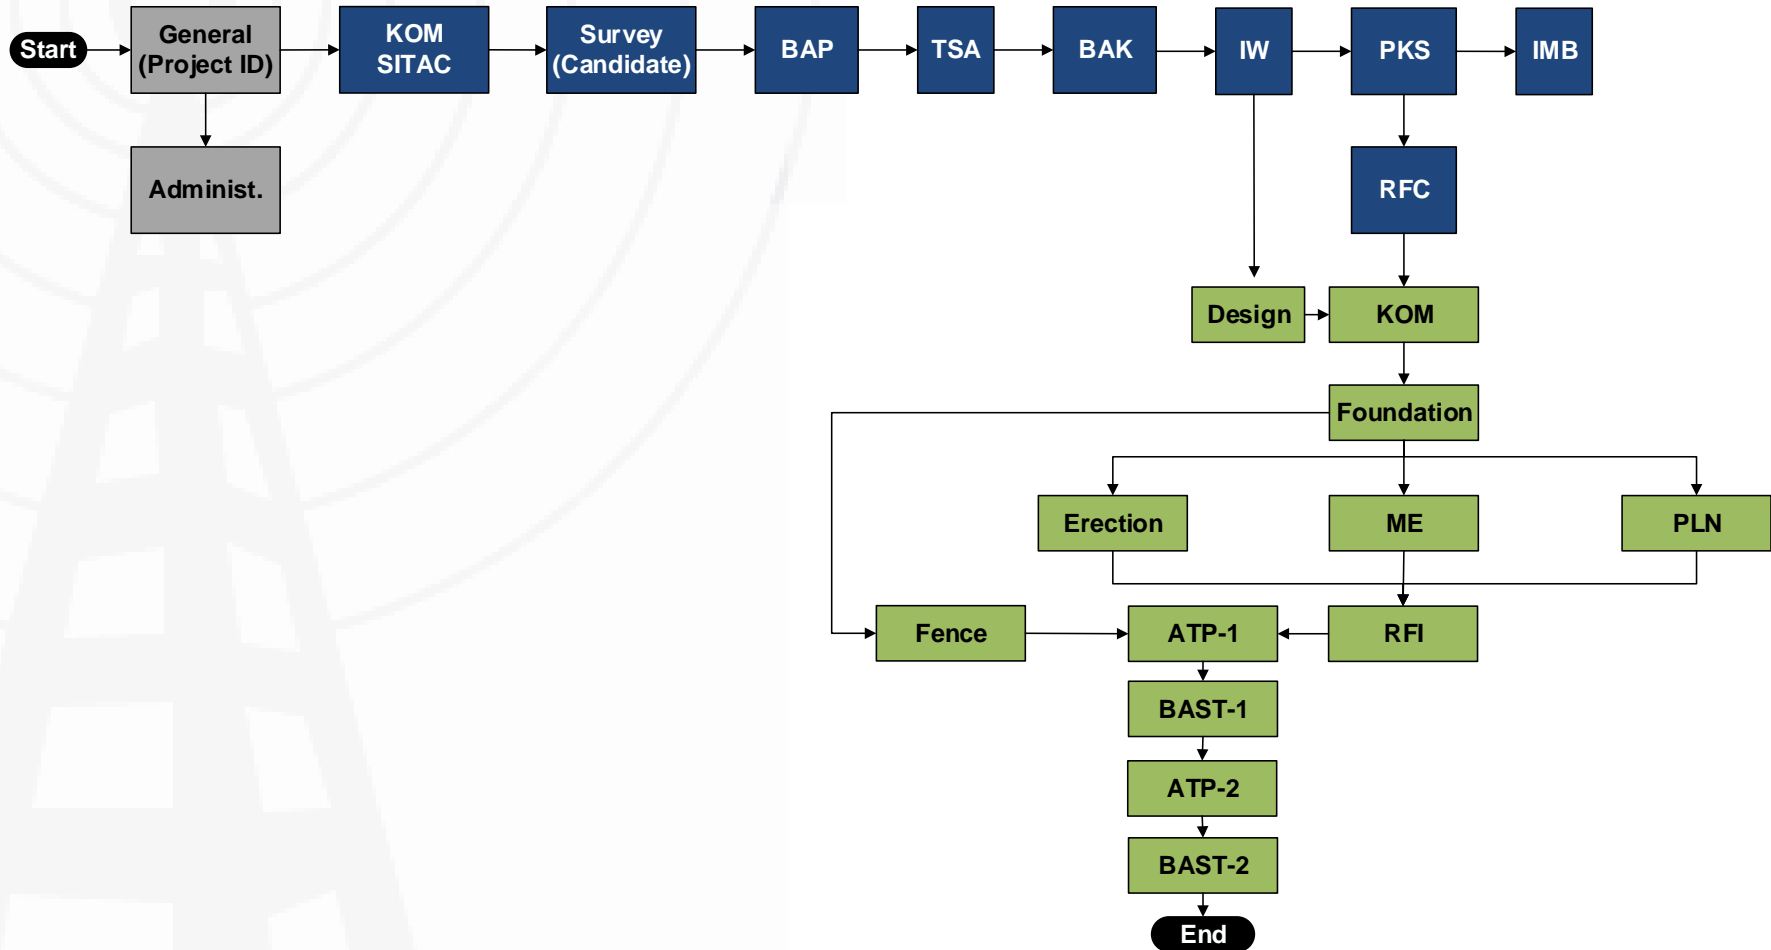 Start
General
(Project ID)
KOM
SITAC
Survey
(Candidate)
BAP
TSA
BAK
IW
PKS
IMB
Administ.
RFC
Design
KOM
Foundation
Erection
ME
PLN
Fence
ATP-1
RFI
BAST-1
ATP-2
BAST-2
End